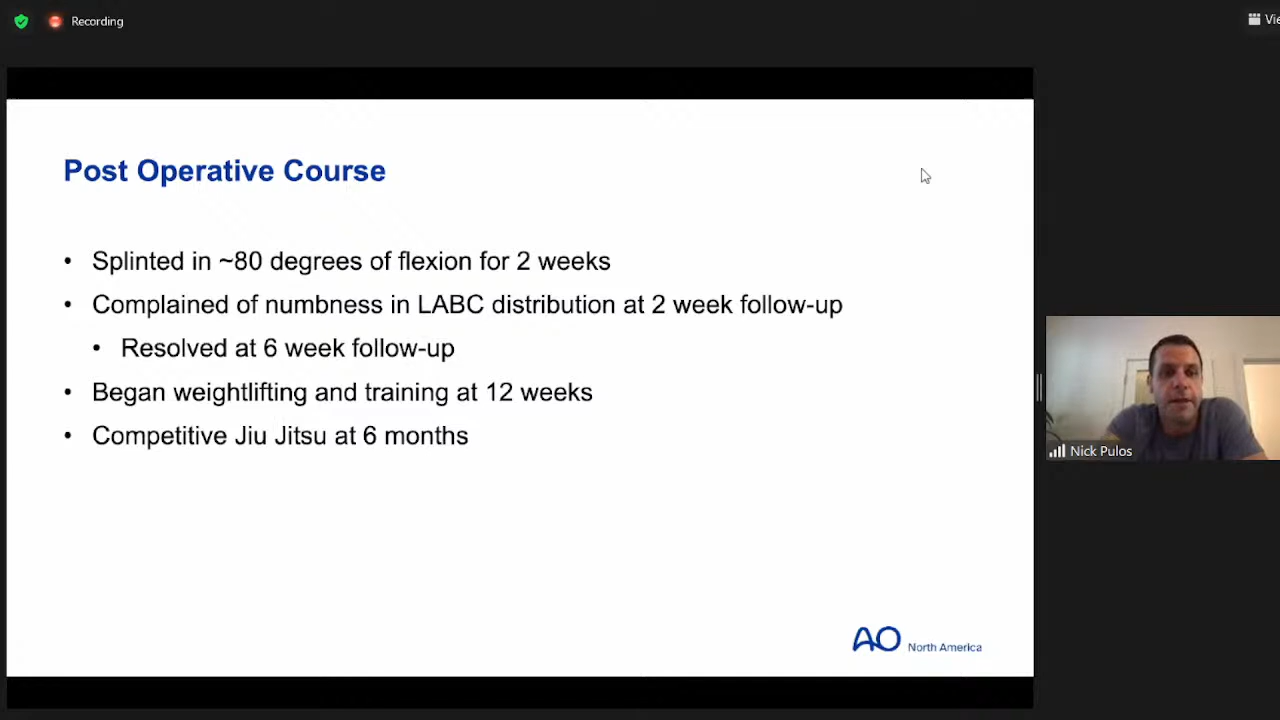 Recording
Vie
Post Operative Course
• Splinted in ~80 degrees of flexion for 2 weeks
• Complained of numbness in LABC distribution at 2 week follow-up
• Resolved at 6 week follow-up
• Began weightlifting and training at 12 weeks
• Competitive Jiu Jitsu at 6 months
Nick Pulos
AO North America